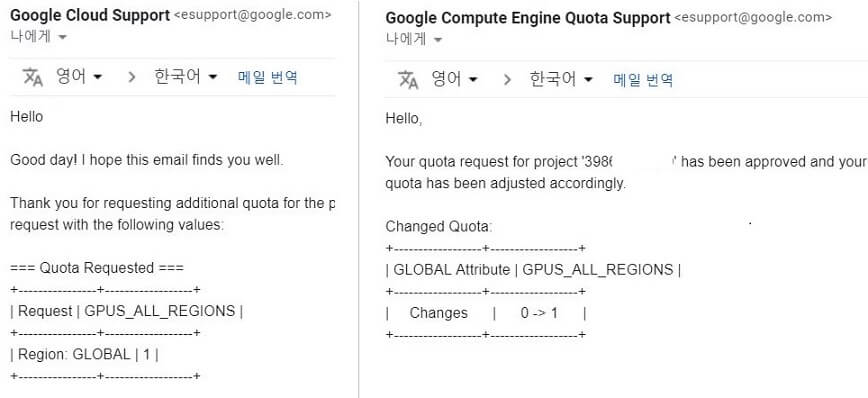 Google Cloud Support <esupport@google.com>
나에게
영어 > 한국어 메일 번역
Hello
Good day! I hope this email finds you well.
Thank you for requesting additional quota for the p
request with the following values:
=== Quota Requested ===
+----------------+------------------+
| Request | GPUS_ALL_REGIONS |
+----------------+------------------+
| Region: GLOBAL | 1 |
+----------------+------------------+
Google Compute Engine Quota Support <esupport@google.com>
나에게
영어 > 한국어 메일 번역
Hello,
Your quota request for project '398 ' has been approved and your
quota has been adjusted accordingly.
Changed Quota:
+------------------+------------------+
| GLOBAL Attribute | GPUS_ALL_REGIONS |
+------------------+------------------+
| Changes | 0 -> 1 |
+------------------+------------------+